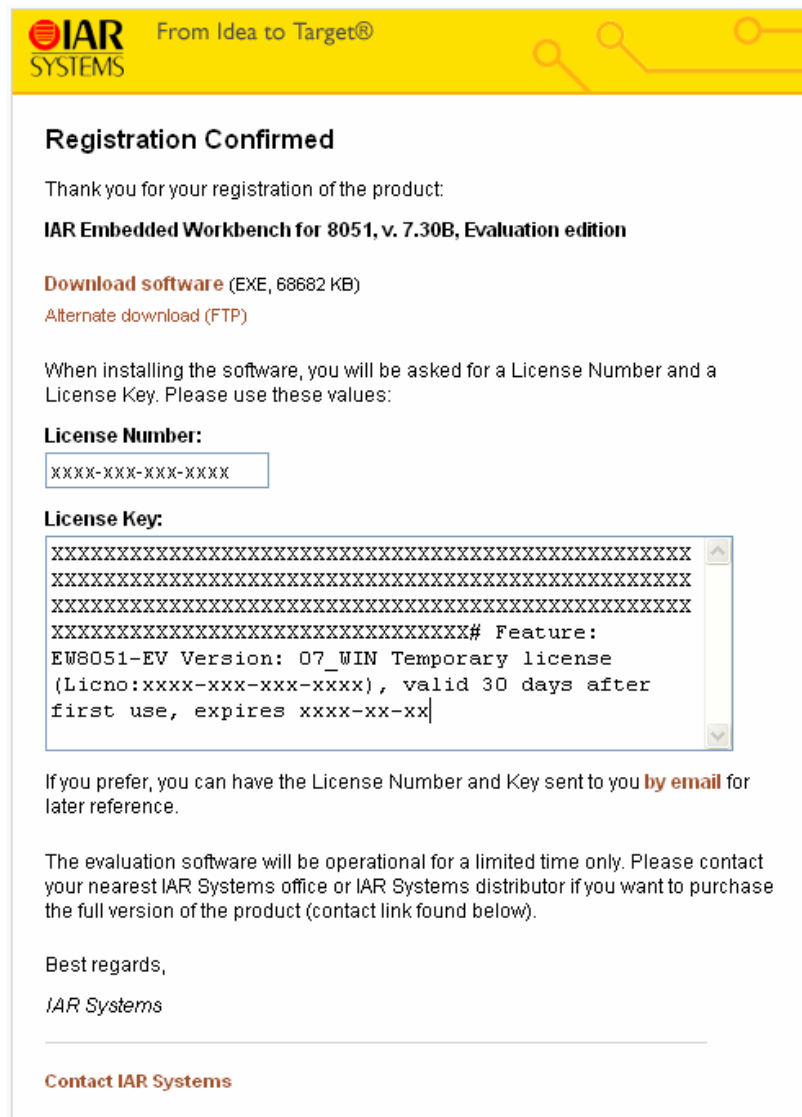 IAR
SYSTEMS
From Idea to Target®
Registration Confirmed
Thank you for your registration of the product:
IAR Embedded Workbench for 8051, v. 7.30B, Evaluation edition
Download software (EXE, 68682 KB)
Alternate download (FTP)
When installing the software, you will be asked for a License Number and a
License Key. Please use these values:
License Number:
xxxx-xxx-xxx-xxxx
License Key:
XXXXXXXXXXXXXXXXXXXXXXXXXXXXXXXXXXXXXXXXXXXXXXXXX
XXXXXXXXXXXXXXXXXXXXXXXXXXXXXXXXXXXXXXXXXXXXXXXXX
XXXXXXXXXXXXXXXXXXXXXXXXXXXXXXXXXXXXXXXXXXXXXXXXX
XXXXXXXXXXXXXXXXXXXXXXXXXXXXXXXX# Feature:
EW8051-EV Version: 07_WIN Temporary license
(Licno:xxxx-xxx-xxx-xxxx), valid 30 days after
first use, expires xxxx-xx-xx
If you prefer, you can have the License Number and Key sent to you by email for
later reference.
The evaluation software will be operational for a limited time only. Please contact
your nearest IAR Systems office or IAR Systems distributor if you want to purchase
the full version of the product (contact link found below).
Best regards,
IAR Systems
Contact IAR Systems